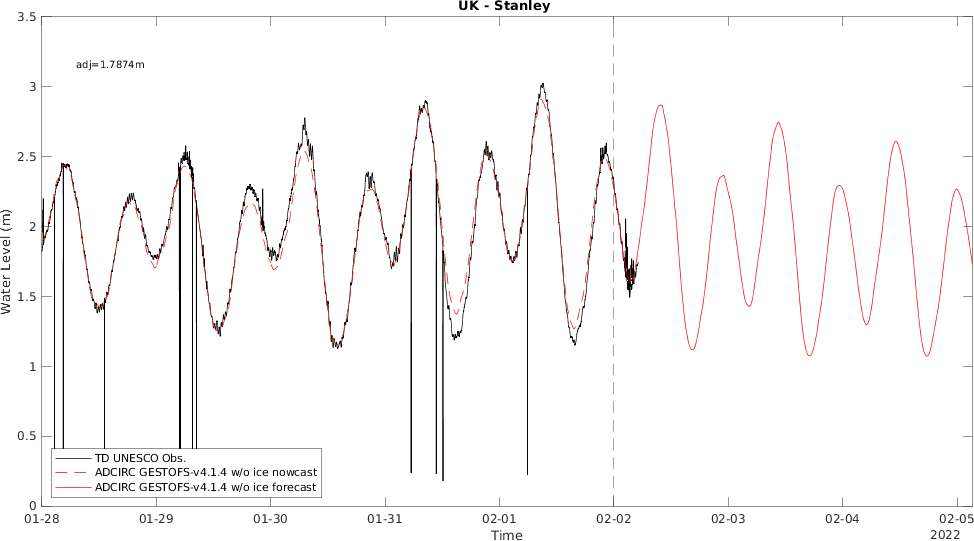 UK - Stanley
3.5
adj=1.7874m
3
2.5
2
1.5
1
0.5
0
Water Level (m)
TD UNESCO Obs.
ADCIRC GESTOFS-v4.1.4 w/o ice nowcast
ADCIRC GESTOFS-v4.1.4 w/o ice forecast
01-28 01-29 01-30 01-31 02-01 02-02 02-03 02-04 02-05
Time
2022